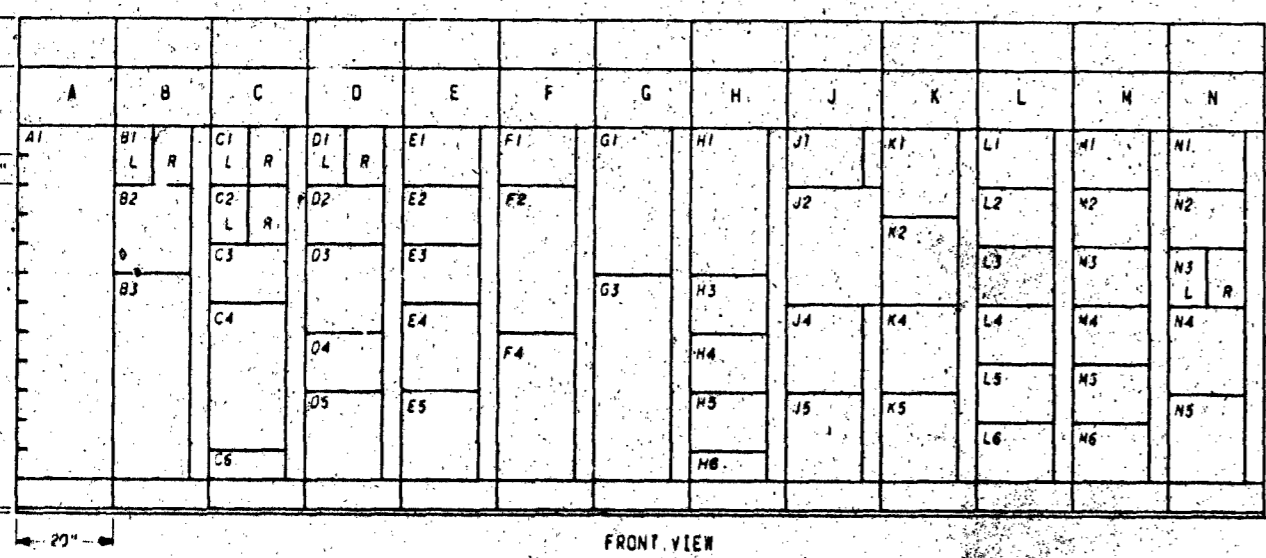 A B C D E F G H J K L M N
A1 B1 C1 D1 E1 F1 G1 H1 J1 K1 L1 M1 N1
L R L R L R
B2 C2 D2 E2 F2 J2 L2 M2 N2
L R
K2
C3 D3 E3 L3 M3 N3
B3 G3 H3 L R
C4 E4 J4 K4 L4 M4 N4
D4 F4 H4
L5 M5
D5 E5 H5 J5 K5 N5
L6 M6
C6 H6
20"
FRONT VIEW